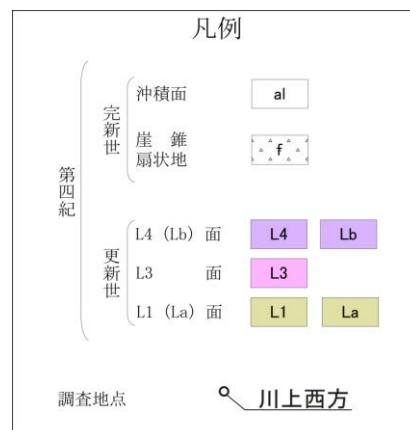 凡例
第四紀
完新世
沖積面 al
崖錐
扇状地 f
更新世
L4 (Lb) 面 L4 Lb
L3 面 L3
L1 (La) 面 L1 La
調査地点 川上西方